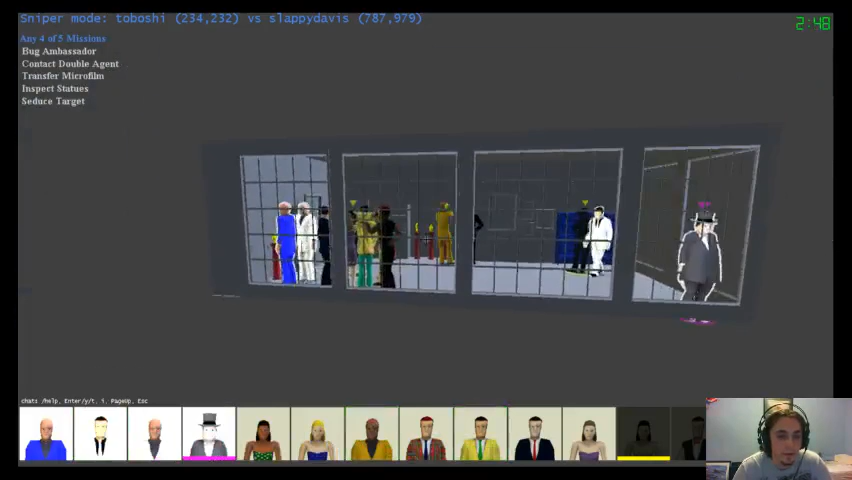 Sniper mode: toboshi (234,232) vs slappydavis (787,979)
2:48
Any 4 of 5 Missions
Bug Ambassador
Contact Double Agent
Transfer Microfilm
Inspect Statues
Seduce Target
chat: /help, Enter/y/t, i, PageUp, Esc